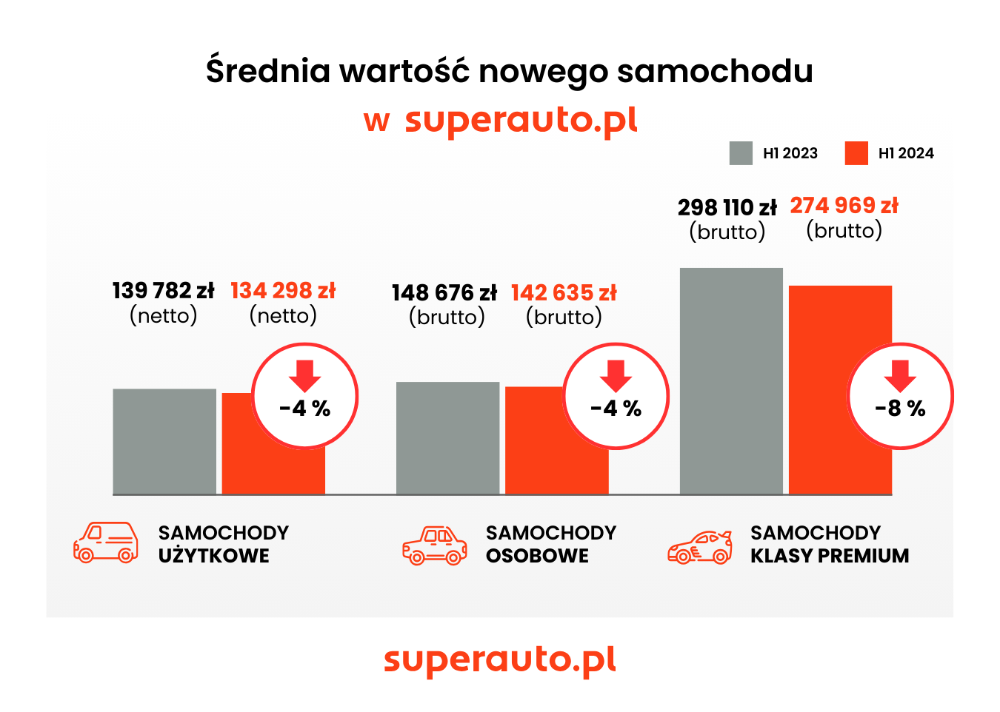 Średnia wartość nowego samochodu
w superauto.pl
H1 2023
H1 2024
139 782 zł
(netto)
134 298 zł
(netto)
-4 %
148 676 zł
(brutto)
142 635 zł
(brutto)
-4 %
298 110 zł
(brutto)
274 969 zł
(brutto)
-8 %
SAMOCHODY
UŻYTKOWE
SAMOCHODY
OSOBOWE
SAMOCHODY
KLASY PREMIUM
superauto.pl